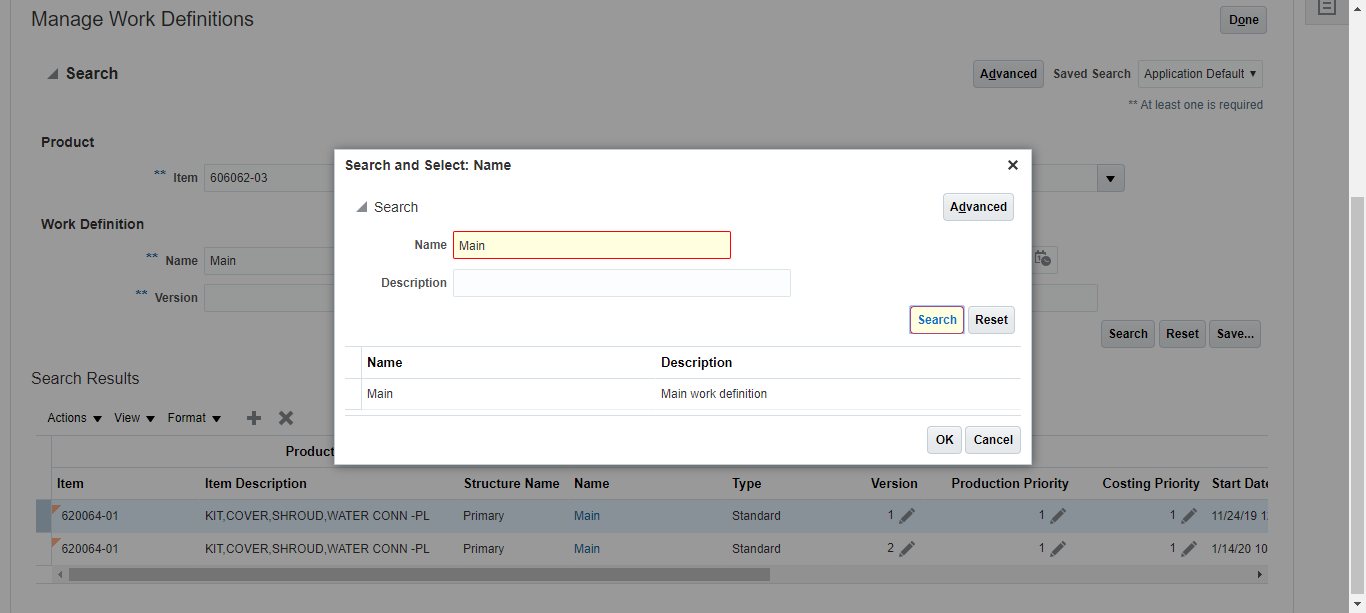 Manage Work Definitions
Done
Search
Advanced Saved Search Application Default
** At least one is required
Product
** Item 606062-03
Work Definition
** Name Main
** Version
Search Reset Save...
Search and Select: Name
Search
Advanced
Name Main
Description
Search Reset
Name Description
Main Main work definition
OK Cancel
Search Results
Actions View Format
Product
Item Item Description Structure Name Name Type Version Production Priority Costing Priority Start Date
620064-01 KIT,COVER,SHROUD,WATER CONN -PL Primary Main Standard 1 1 1 11/24/19 1
620064-01 KIT,COVER,SHROUD,WATER CONN -PL Primary Main Standard 2 1 1 1/14/20 10